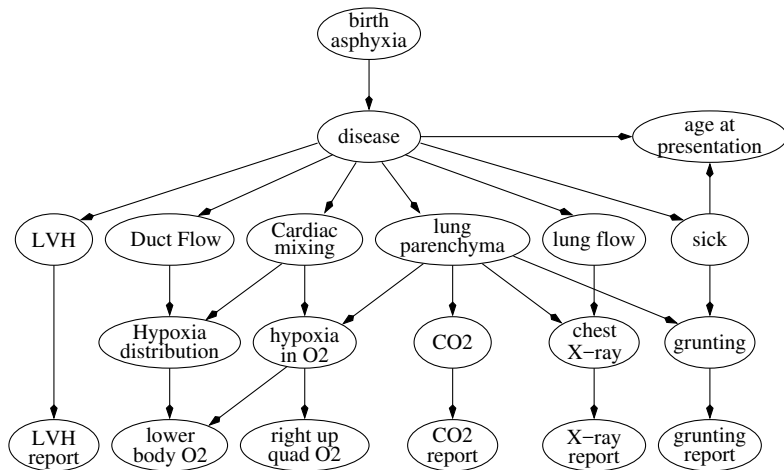 birth
asphyxia
disease
age at
presentation
LVH
Duct Flow
Cardiac
mixing
lung
parenchyma
lung flow
sick
Hypoxia
distribution
hypoxia
in O2
CO2
chest
X−ray
grunting
LVH
report
lower
body O2
right up
quad O2
CO2
report
X−ray
report
grunting
report